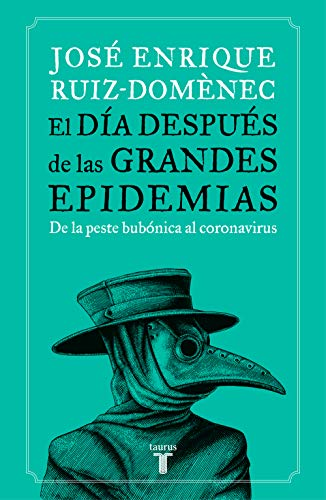 JOSÉ ENRIQUE
RUIZ-DOMÈNEC
El DÍA DESPUÉS
de las GRANDES
EPIDEMIAS
De la peste bubónica al coronavirus
taurus
T